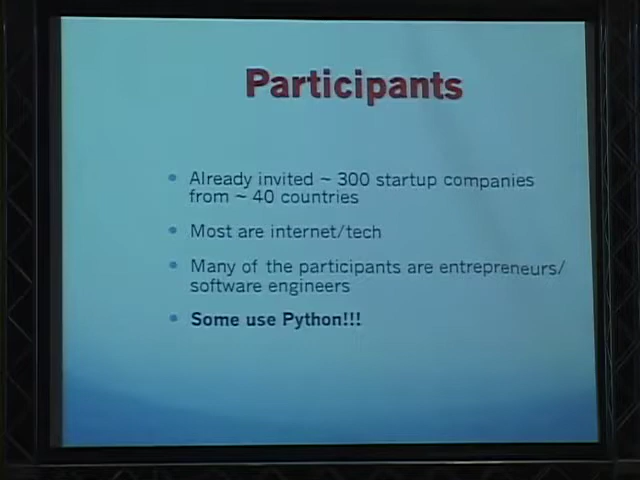 Participants
• Already invited ~ 300 startup companies
from ~ 40 countries
• Most are internet/tech
• Many of the participants are entrepreneurs/
software engineers
• Some use Python!!!